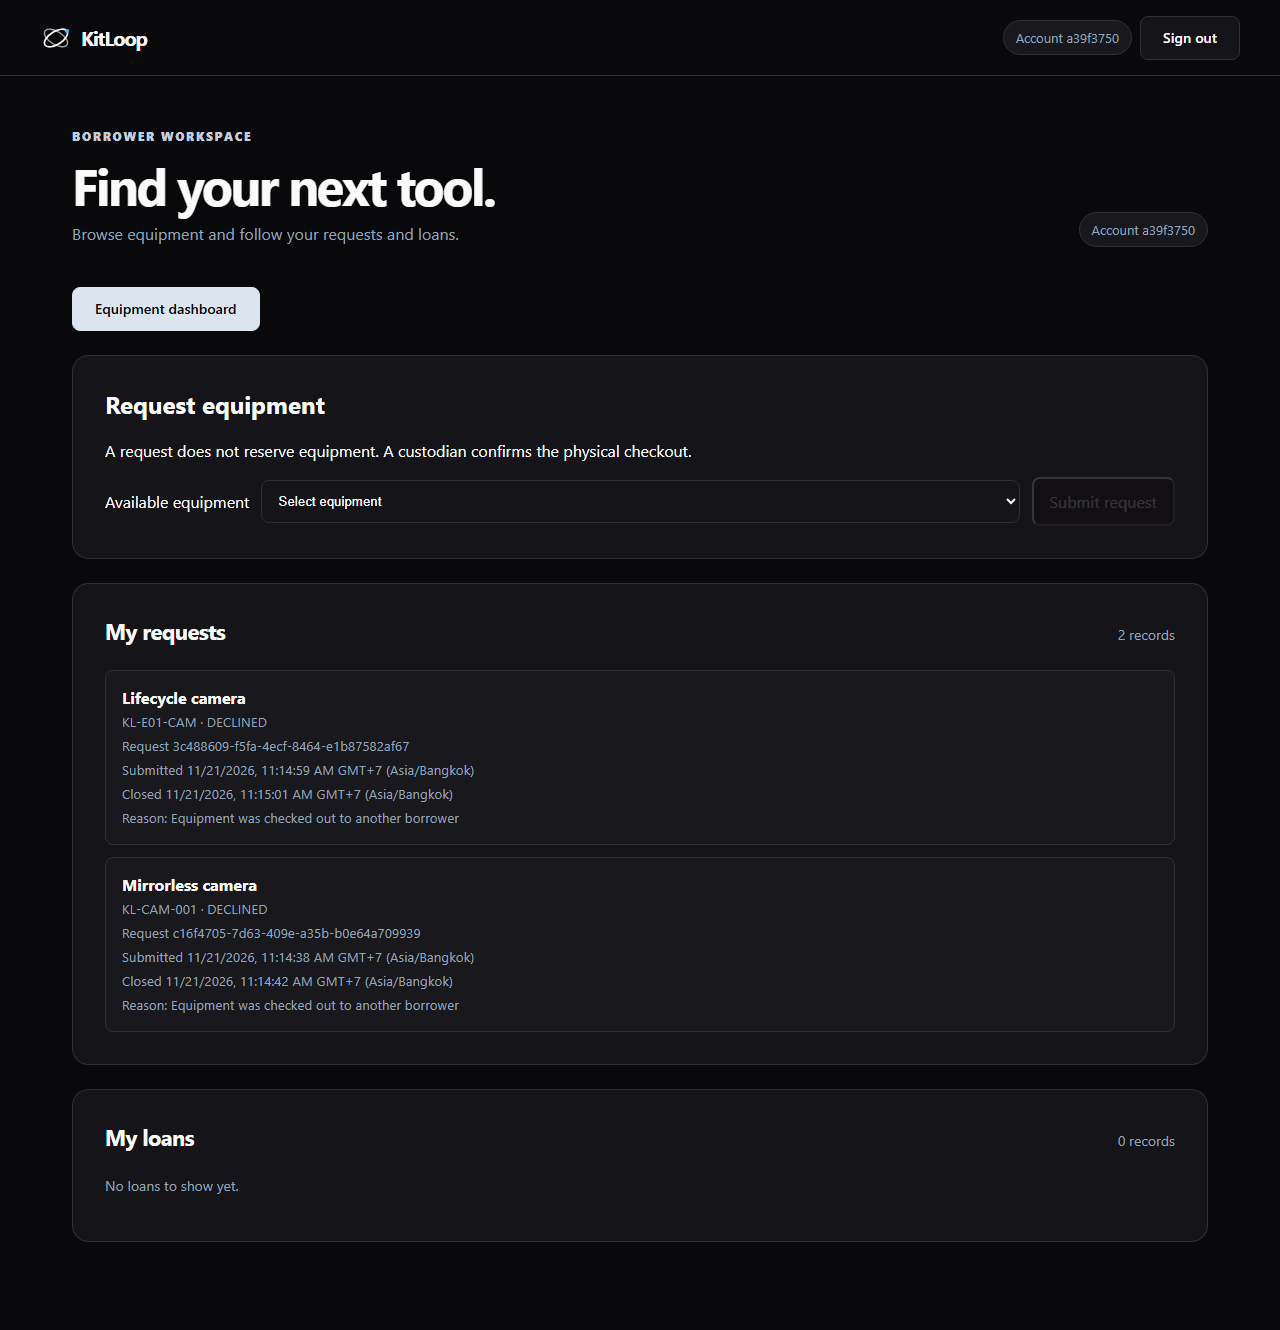 KitLoop
Account a39f3750
Sign out
BORROWER WORKSPACE
Find your next tool.
Browse equipment and follow your requests and loans.
Account a39f3750
Equipment dashboard
Request equipment
A request does not reserve equipment. A custodian confirms the physical checkout.
Available equipment
Select equipment
Submit request
My requests
2 records
Lifecycle camera
KL-E01-CAM · DECLINED
Request 3c488609-f5fa-4ecf-8464-e1b87582af67
Submitted 11/21/2026, 11:14:59 AM GMT+7 (Asia/Bangkok)
Closed 11/21/2026, 11:15:01 AM GMT+7 (Asia/Bangkok)
Reason: Equipment was checked out to another borrower
Mirrorless camera
KL-CAM-001 · DECLINED
Request c16f4705-7d63-409e-a35b-b0e64a709939
Submitted 11/21/2026, 11:14:38 AM GMT+7 (Asia/Bangkok)
Closed 11/21/2026, 11:14:42 AM GMT+7 (Asia/Bangkok)
Reason: Equipment was checked out to another borrower
My loans
0 records
No loans to show yet.